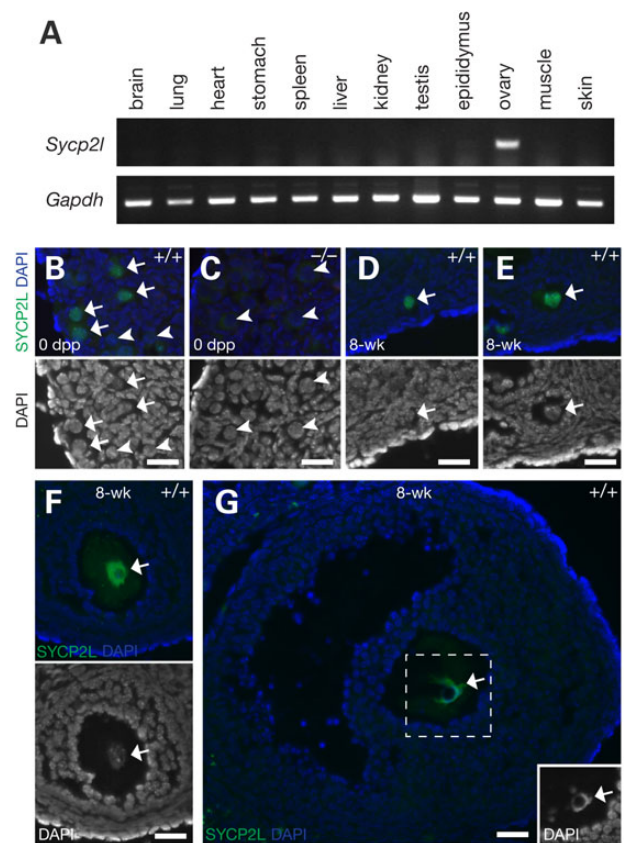 A
brain
lung
heart
stomach
spleen
liver
kidney
testis
epididymus
ovary
muscle
skin
Sycp2l
Gapdh
SYCP2L DAPI
B +/+
0 dpp
C −/−
0 dpp
D +/+
8-wk
E +/+
8-wk
DAPI
F 8-wk +/+
SYCP2L DAPI
DAPI
G 8-wk +/+
SYCP2L DAPI
DAPI